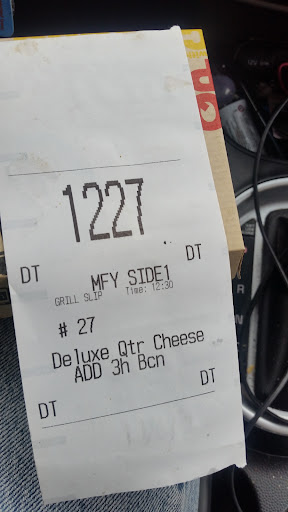 1227
DT DT
MFY SIDE1
GRILL SLIP Time: 12:30
# 27
Deluxe Qtr Cheese
ADD 3h Bcn
DT DT